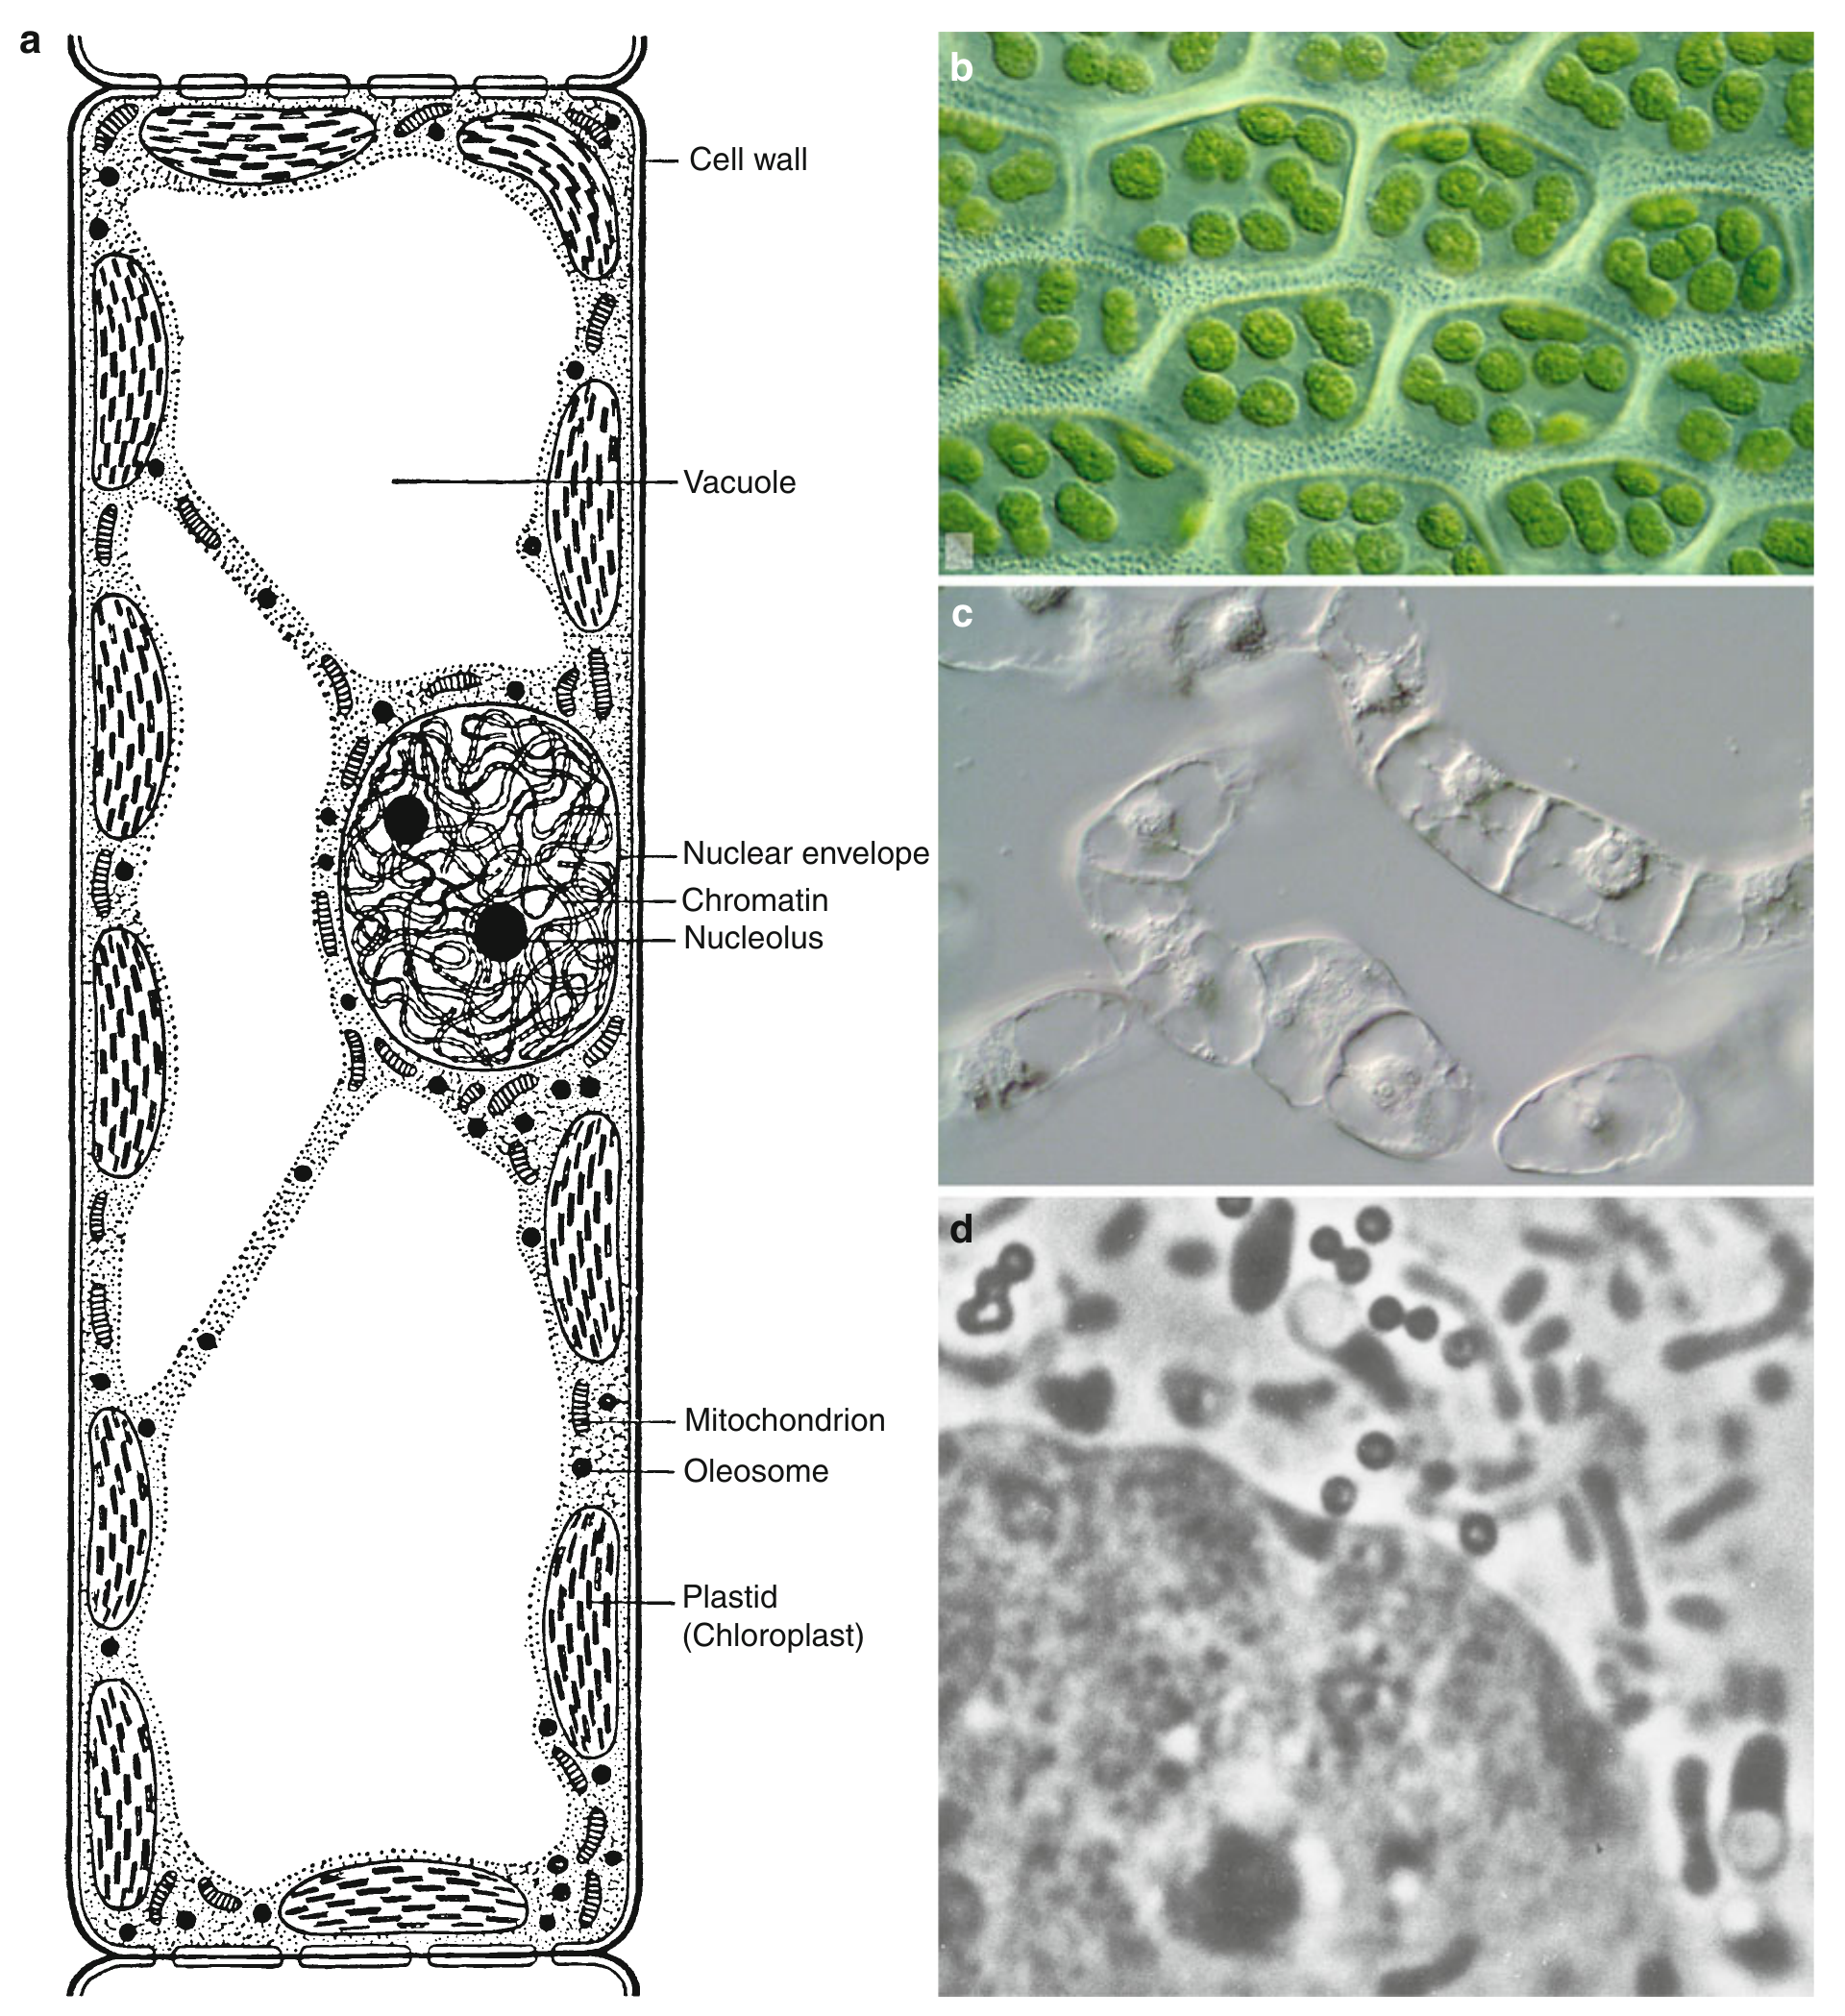 a
Cell wall
Vacuole
Nuclear envelope
Chromatin
Nucleolus
Mitochondrion
Oleosome
Plastid
(Chloroplast)
b
c
d